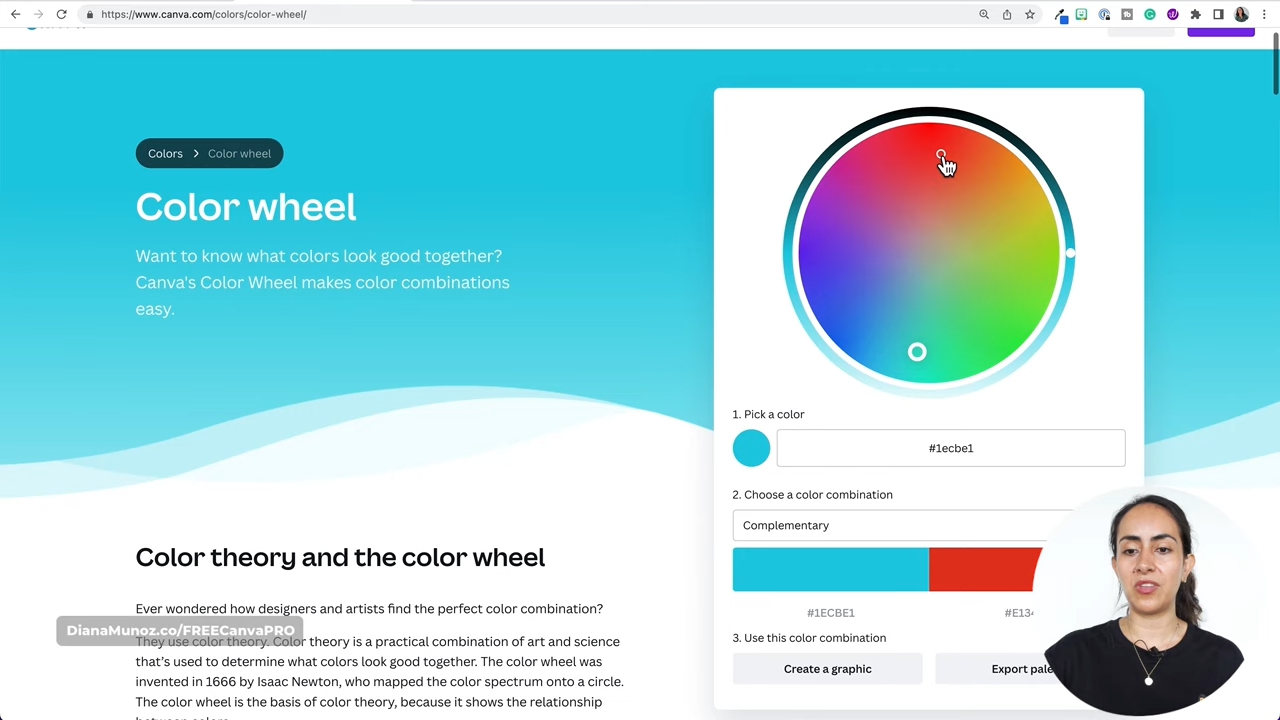 https://www.canva.com/colors/color-wheel/
Colors > Color wheel
Color wheel
Want to know what colors look good together?
Canva's Color Wheel makes color combinations
easy.
1. Pick a color
#1ecbe1
2. Choose a color combination
Complementary
#1ECBE1
#E134
3. Use this color combination
Create a graphic
Export pale
Color theory and the color wheel
Ever wondered how designers and artists find the perfect color combination?
They use color theory. Color theory is a practical combination of art and science
that's used to determine what colors look good together. The color wheel was
invented in 1666 by Isaac Newton, who mapped the color spectrum onto a circle.
The color wheel is the basis of color theory, because it shows the relationship
between colors.
DianaMunoz.co/FREECanvaPRO